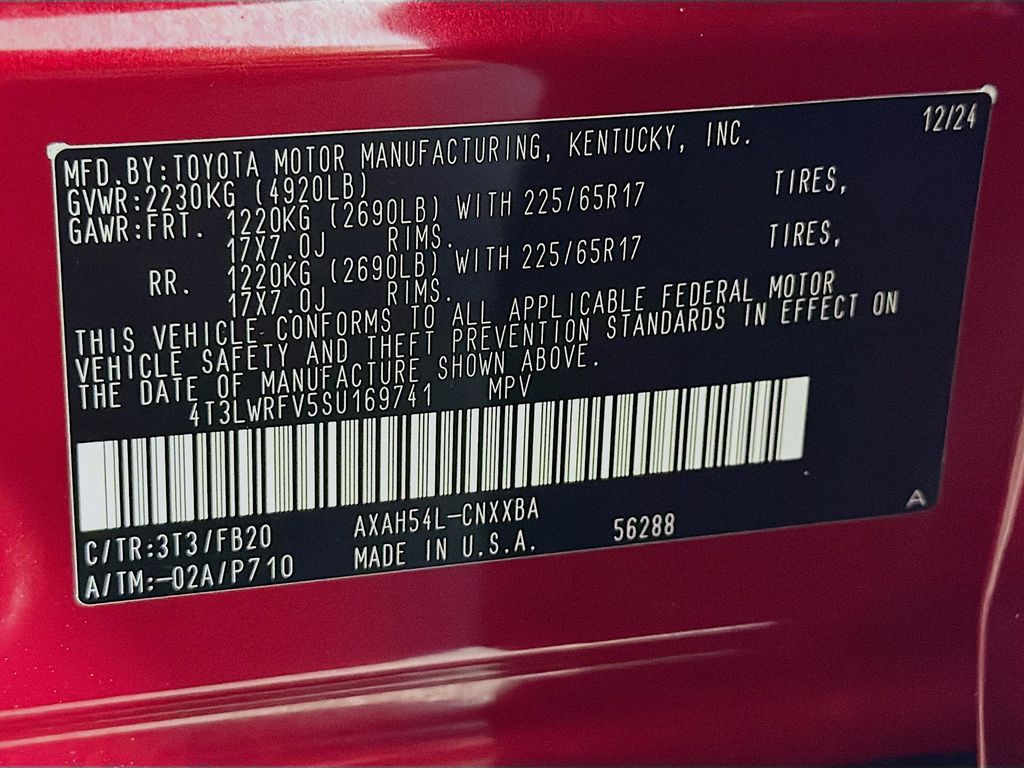 12/24
MFD.BY:TOYOTA MOTOR MANUFACTURING, KENTUCKY, INC.
GVWR:2230KG (4920LB)
GAWR:FRT. 1220KG (2690LB) WITH 225/65R17 TIRES,
17X7.0J RIMS.
RR. 1220KG (2690LB) WITH 225/65R17 TIRES,
17X7.0J RIMS.
THIS VEHICLE CONFORMS TO ALL APPLICABLE FEDERAL MOTOR
VEHICLE SAFETY AND THEFT PREVENTION STANDARDS IN EFFECT ON
THE DATE OF MANUFACTURE SHOWN ABOVE.
4T3LWRFV5SU169741 MPV
C/TR:3T3/FB20 AXAH54L-CNXXBA 56288
A/TM:-02A/P710 MADE IN U.S.A.
A